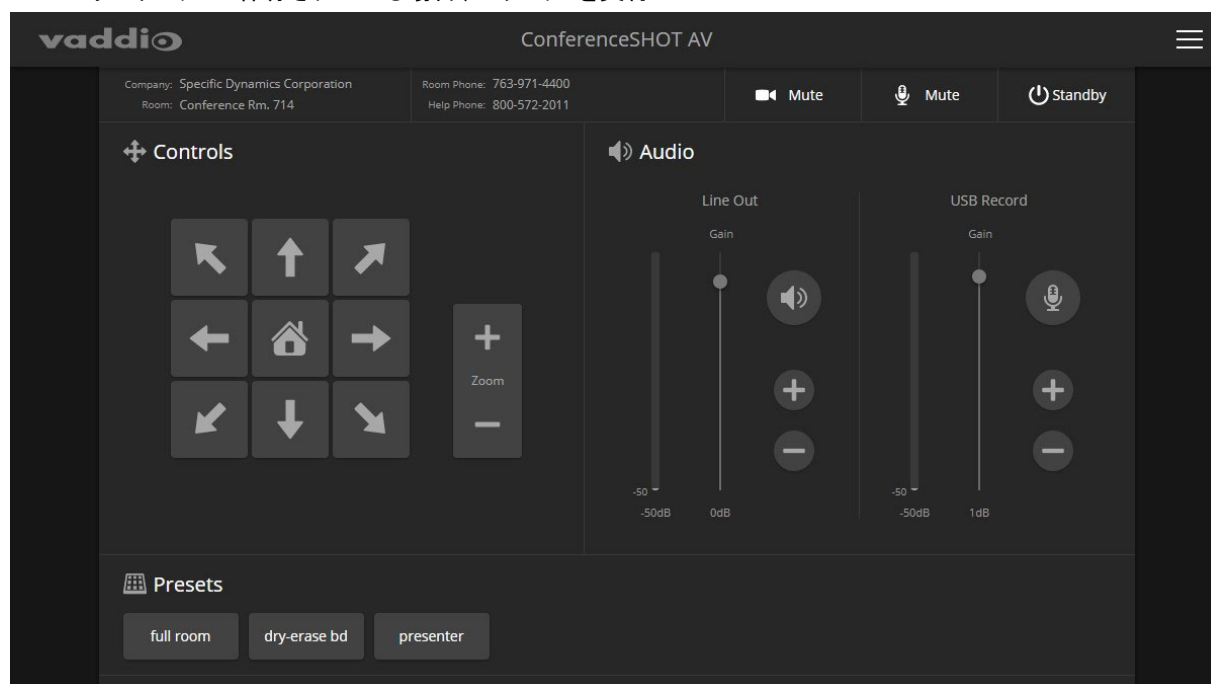 vaddio
ConferenceSHOT AV
Company: Specific Dynamics Corporation
Room: Conference Rm. 714
Room Phone: 763-971-4400
Help Phone: 800-572-2011
Mute
Mute
Standby
Controls
Zoom
Audio
Line Out
Gain
-50
-50dB 0dB
USB Record
Gain
-50
-50dB 1dB
Presets
full room
dry-erase bd
presenter